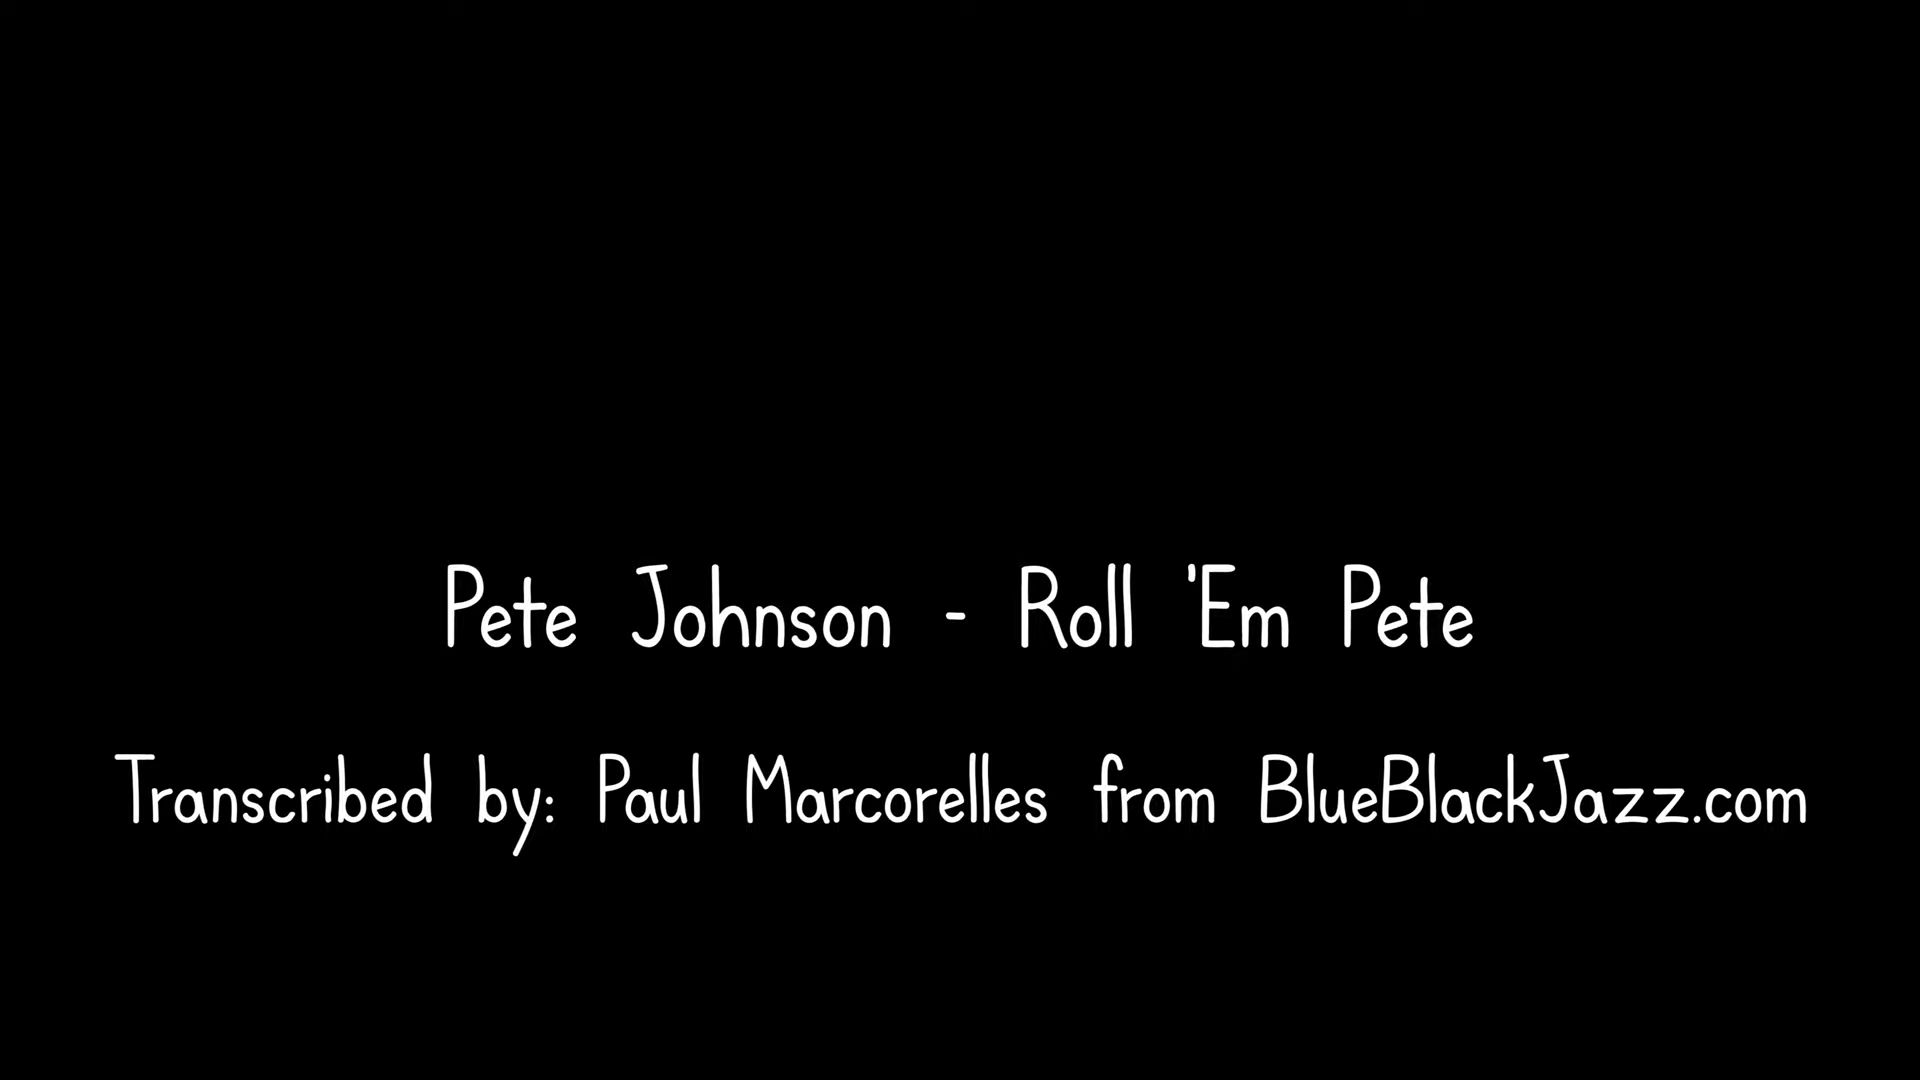 Pete Johnson - Roll 'Em Pete
Transcribed by: Paul Marcorelles from BlueBlackJazz.com